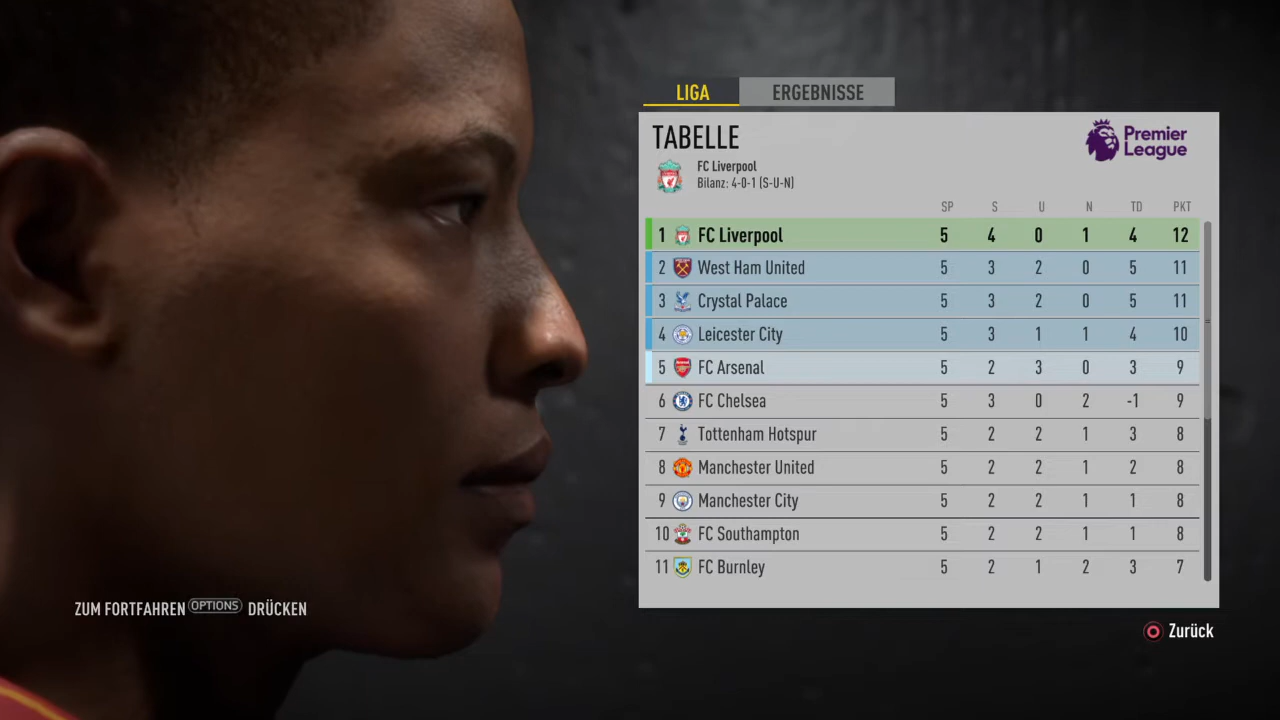 LIGA ERGEBNISSE
TABELLE
Premier
League
FC Liverpool
Bilanz: 4-0-1 (S-U-N)
SP S U N TD PKT
1 FC Liverpool 5 4 0 1 4 12
2 West Ham United 5 3 2 0 5 11
3 Crystal Palace 5 3 2 0 5 11
4 Leicester City 5 3 1 1 4 10
5 FC Arsenal 5 2 3 0 3 9
6 FC Chelsea 5 3 0 2 -1 9
7 Tottenham Hotspur 5 2 2 1 3 8
8 Manchester United 5 2 2 1 2 8
9 Manchester City 5 2 2 1 1 8
10 FC Southampton 5 2 2 1 1 8
11 FC Burnley 5 2 1 2 3 7
ZUM FORTFAHREN OPTIONS DRÜCKEN
Zurück